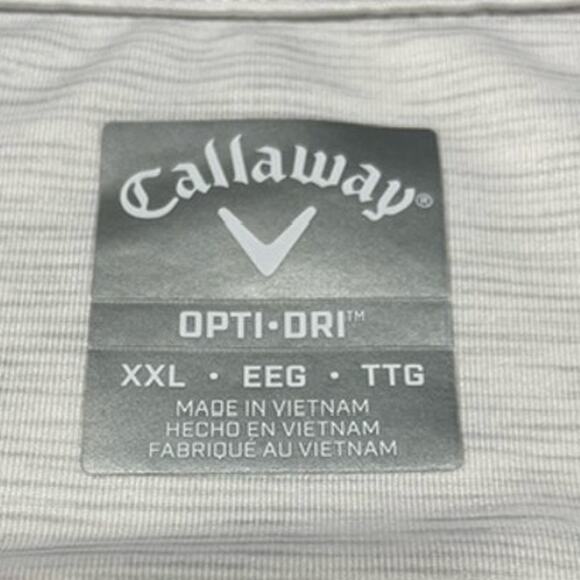 Callaway®
OPTI•DRI™
XXL • EEG • TTG
MADE IN VIETNAM
HECHO EN VIETNAM
FABRIQUÉ AU VIETNAM